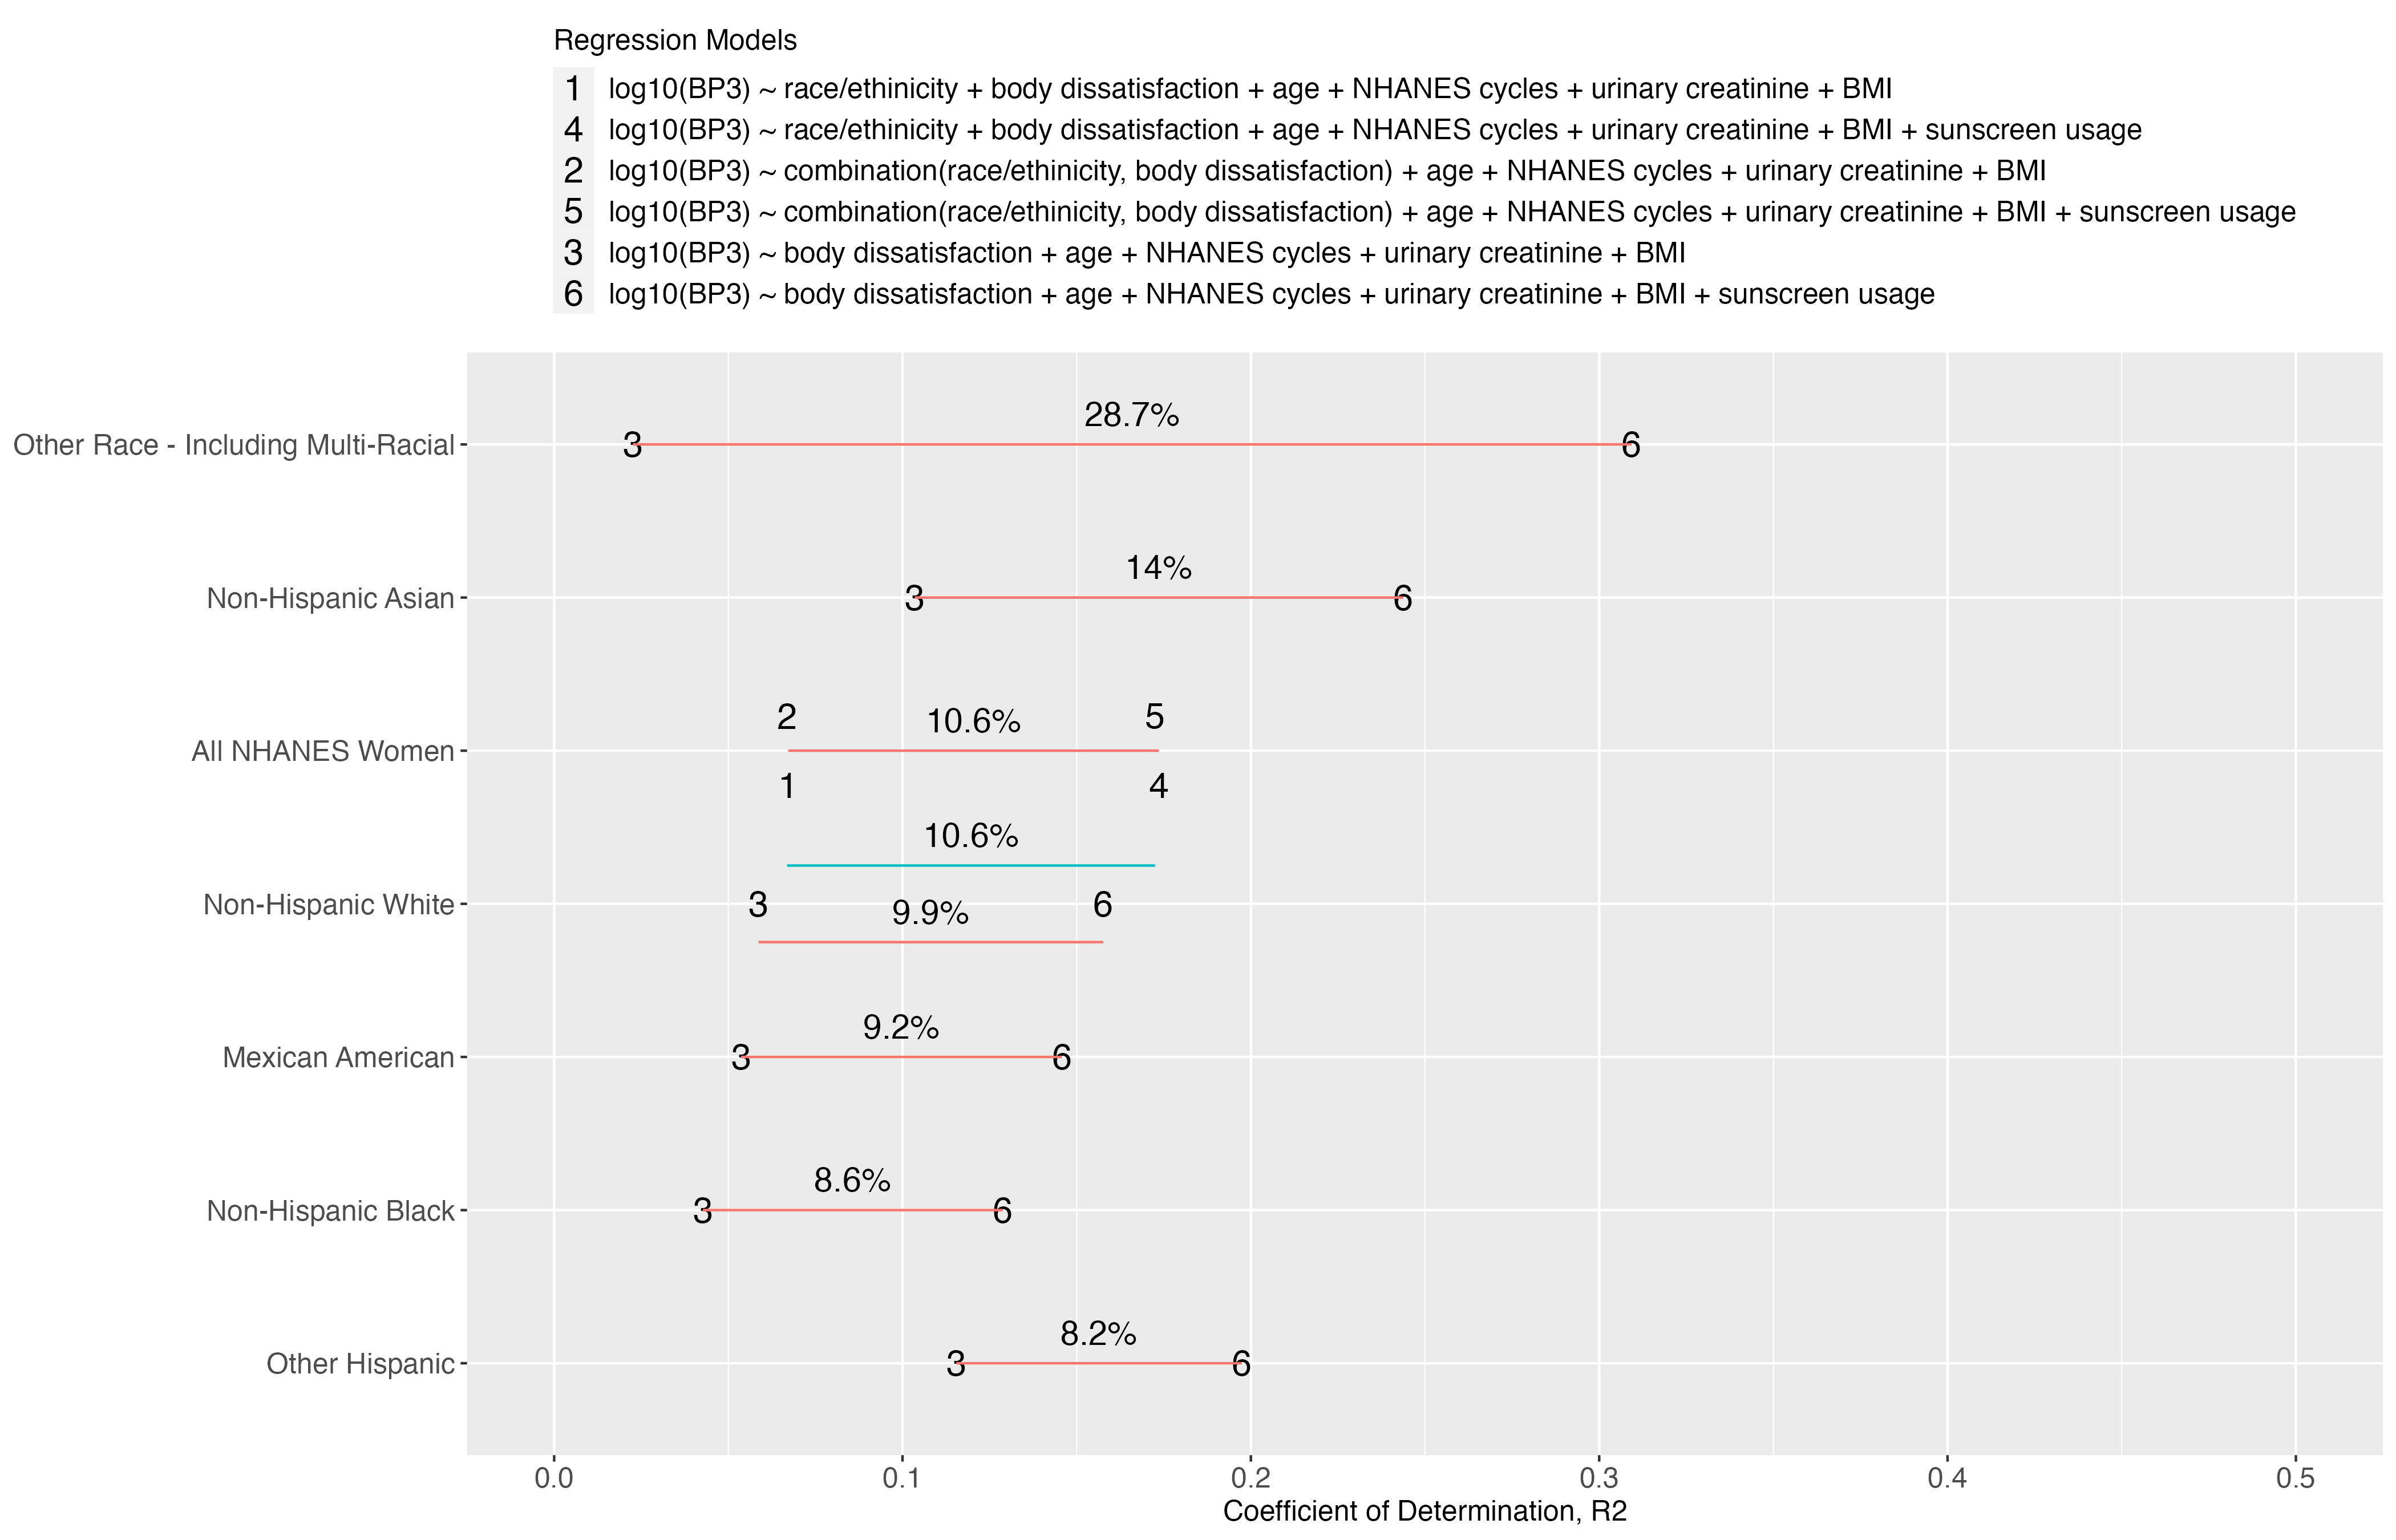 Regression Models
1 log10(BP3) ~ race/ethinicity + body dissatisfaction + age + NHANES cycles + urinary creatinine + BMI
4 log10(BP3) ~ race/ethinicity + body dissatisfaction + age + NHANES cycles + urinary creatinine + BMI + sunscreen usage
2 log10(BP3) ~ combination(race/ethinicity, body dissatisfaction) + age + NHANES cycles + urinary creatinine + BMI
5 log10(BP3) ~ combination(race/ethinicity, body dissatisfaction) + age + NHANES cycles + urinary creatinine + BMI + sunscreen usage
3 log10(BP3) ~ body dissatisfaction + age + NHANES cycles + urinary creatinine + BMI
6 log10(BP3) ~ body dissatisfaction + age + NHANES cycles + urinary creatinine + BMI + sunscreen usage
28.7%
Other Race - Including Multi-Racial 3 6
14%
Non-Hispanic Asian 3 6
2 10.6% 5
All NHANES Women
1 4
10.6%
Non-Hispanic White 3 9.9% 6
9.2%
Mexican American 3 6
8.6%
Non-Hispanic Black 3 6
8.2%
Other Hispanic 3 6
0.0 0.1 0.2 0.3 0.4 0.5
Coefficient of Determination, R2